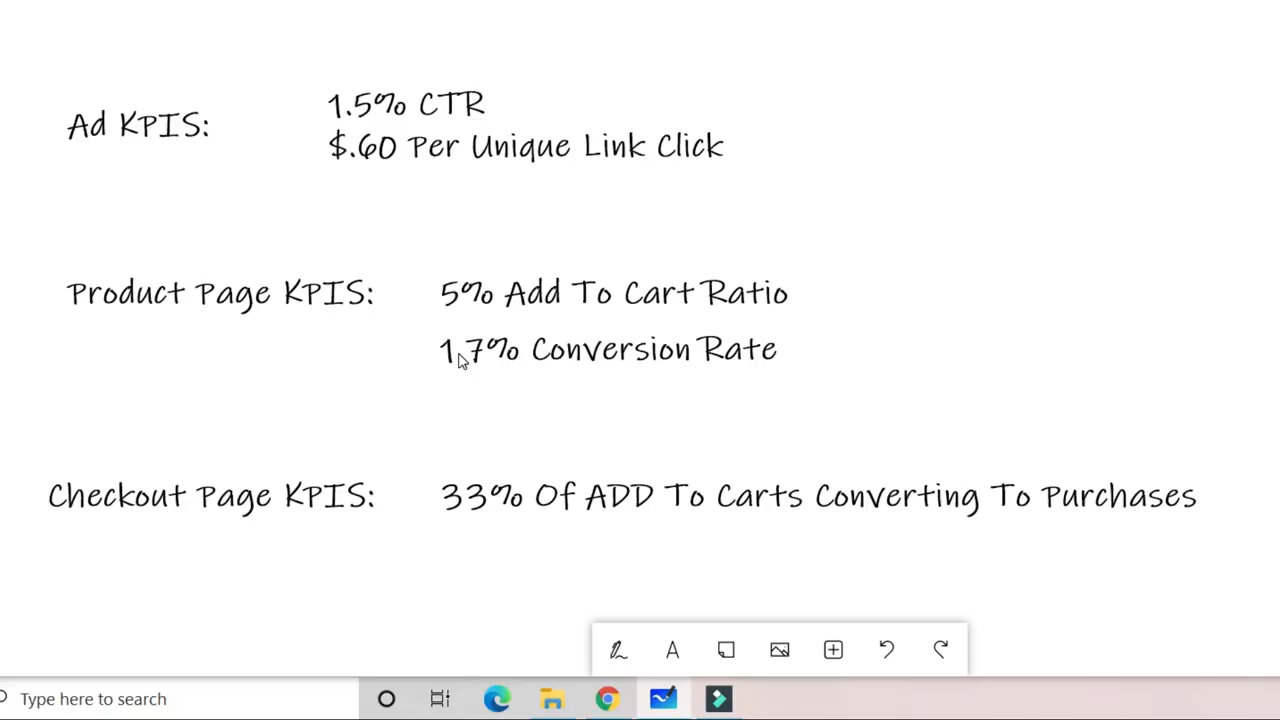 Ad KPIS:
1.5% CTR
$.60 Per Unique Link Click
Product Page KPIS:
5% Add To Cart Ratio
1.7% Conversion Rate
Checkout Page KPIS:
33% Of ADD To Carts Converting To Purchases
A
Type here to search